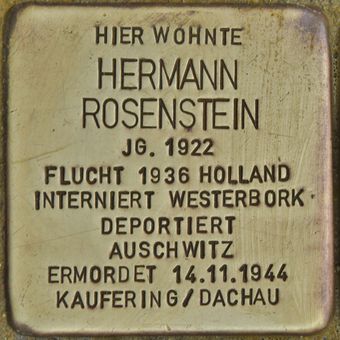 HIER WOHNTE
HERMANN
ROSENSTEIN
JG. 1922
FLUCHT 1936 HOLLAND
INTERNIERT WESTERBORK
DEPORTIERT
AUSCHWITZ
ERMORDET 14.11.1944
KAUFERING/DACHAU